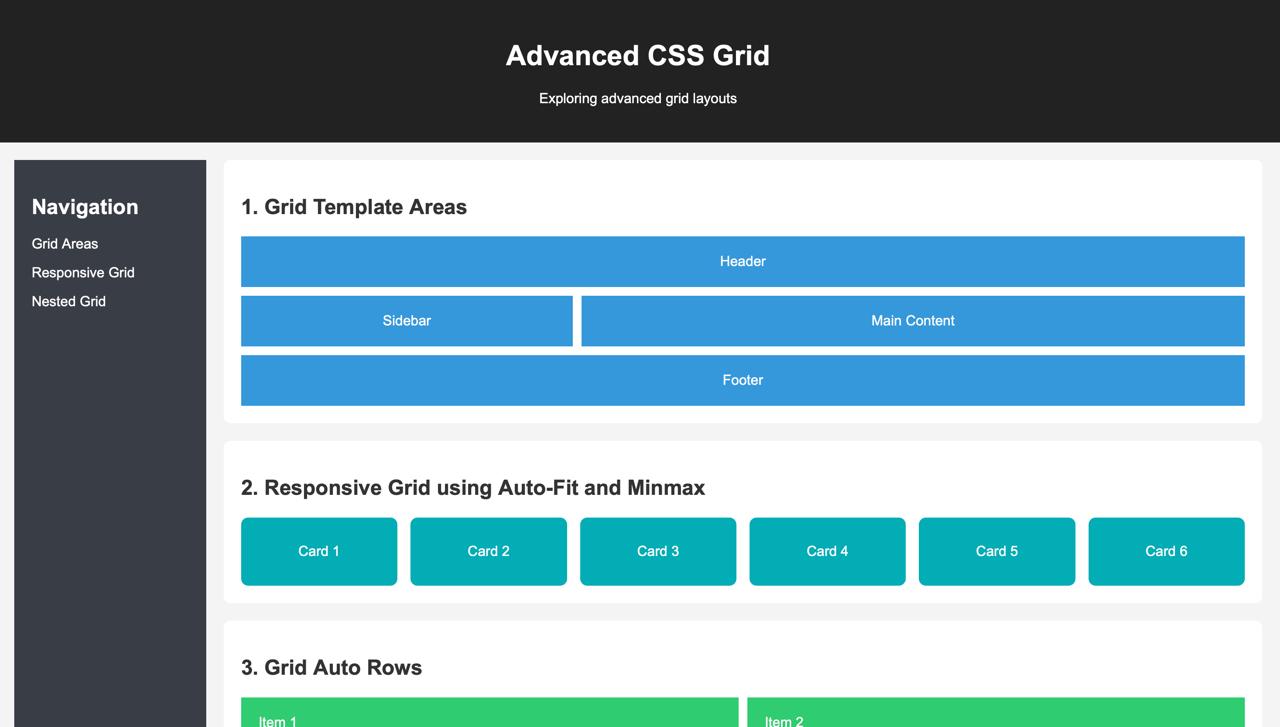 Advanced CSS Grid
Exploring advanced grid layouts
Navigation
Grid Areas
Responsive Grid
Nested Grid
1. Grid Template Areas
Header
Sidebar
Main Content
Footer
2. Responsive Grid using Auto-Fit and Minmax
Card 1
Card 2
Card 3
Card 4
Card 5
Card 6
3. Grid Auto Rows
Item 1
Item 2